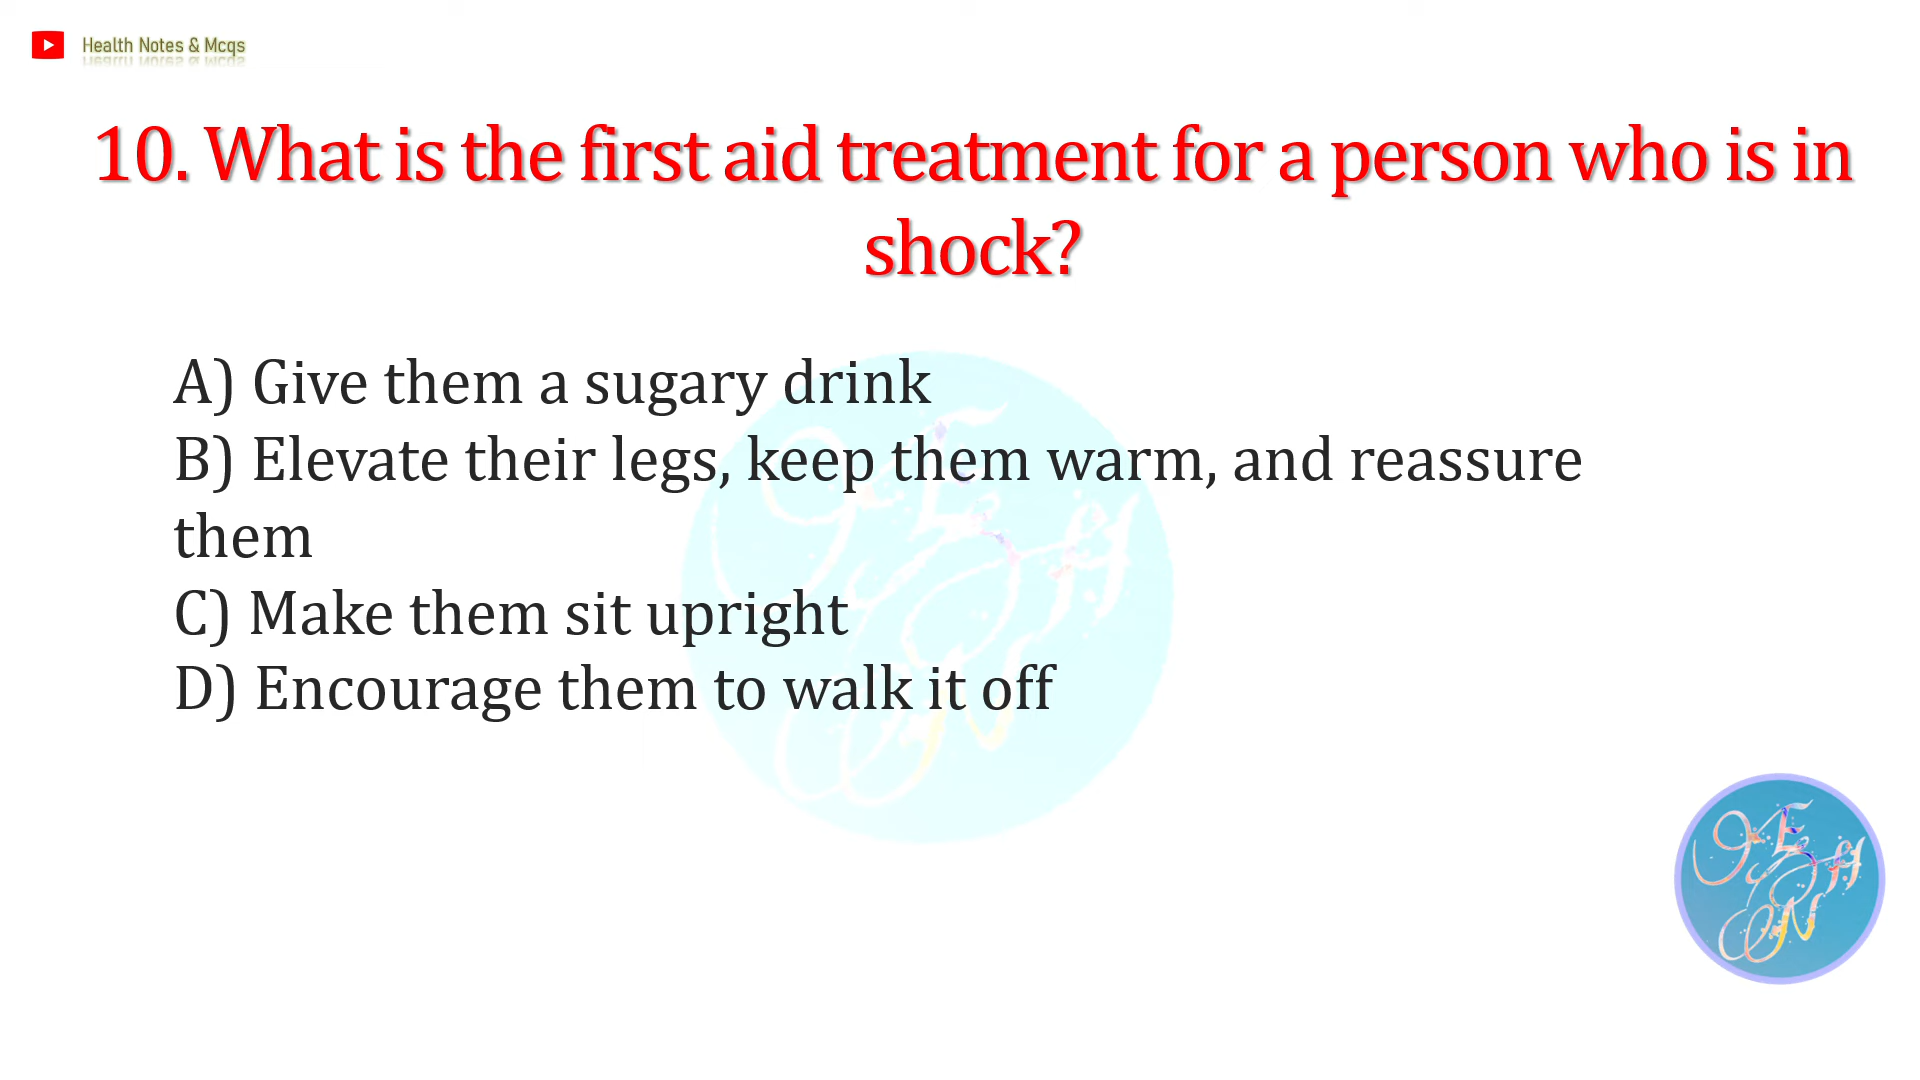 Health Notes & Mcqs
10. What is the first aid treatment for a person who is in
shock?
A) Give them a sugary drink
B) Elevate their legs, keep them warm, and reassure
them
C) Make them sit upright
D) Encourage them to walk it off